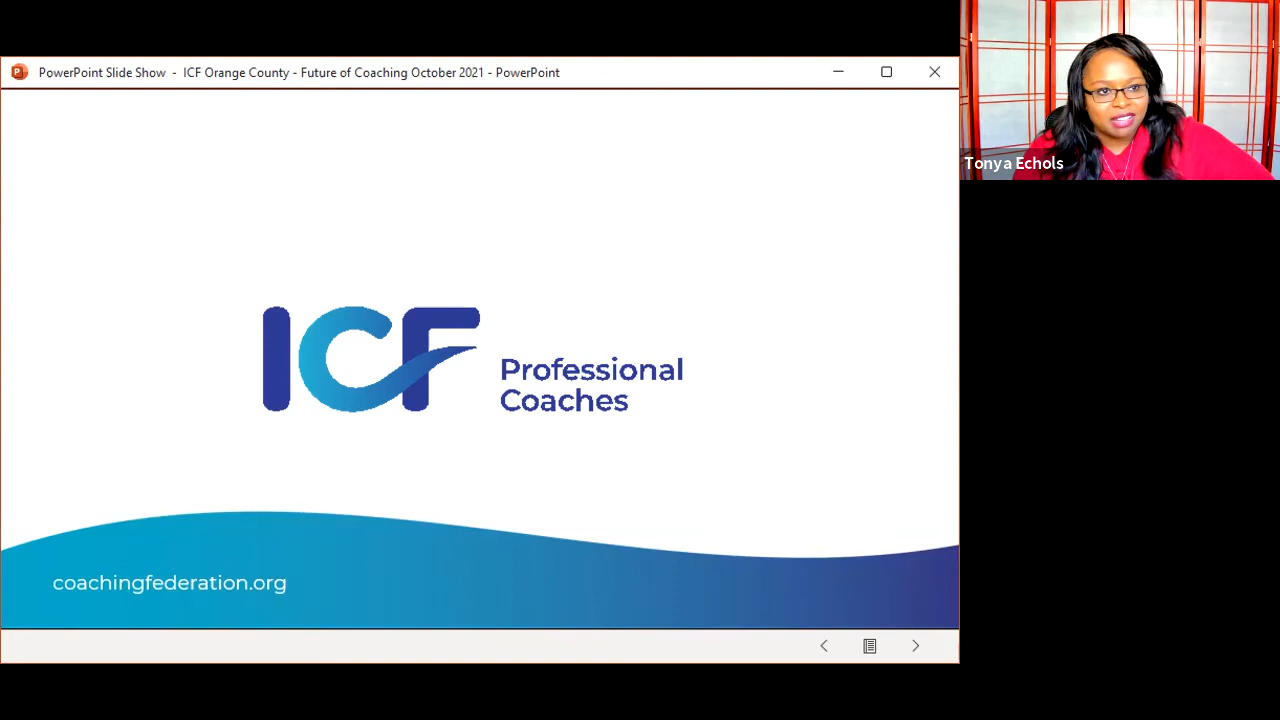 PowerPoint Slide Show - ICF Orange County - Future of Coaching October 2021 - PowerPoint
Tonya Echols
ICF
Professional
Coaches
coachingfederation.org